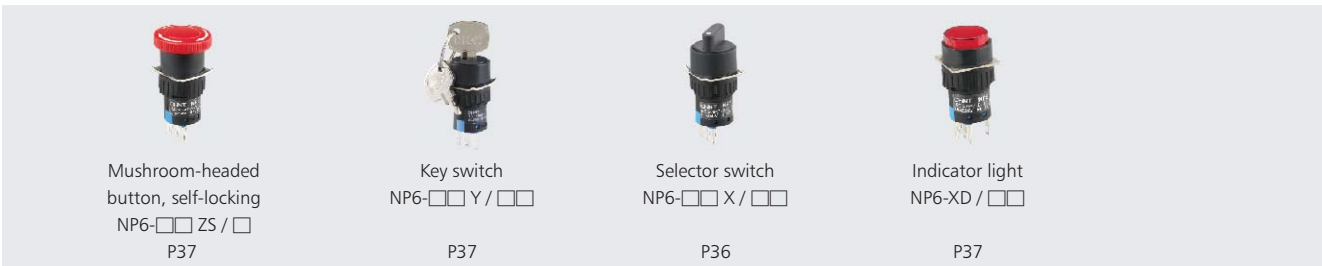 Mushroom-headed
button, self-locking
NP6-□□ ZS / □
P37
Key switch
NP6-□□ Y / □□
P37
Selector switch
NP6-□□ X / □□
P36
Indicator light
NP6-XD / □□
P37